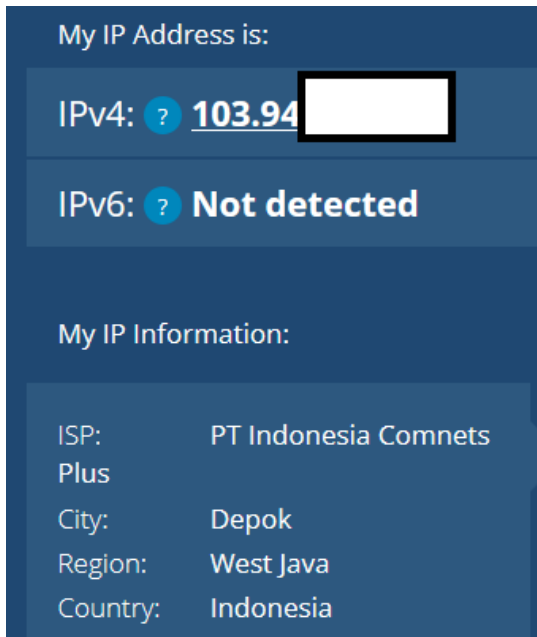 My IP Address is:
IPv4: ? 103.94
IPv6: ? Not detected
My IP Information:
ISP: PT Indonesia Comnets
Plus
City: Depok
Region: West Java
Country: Indonesia